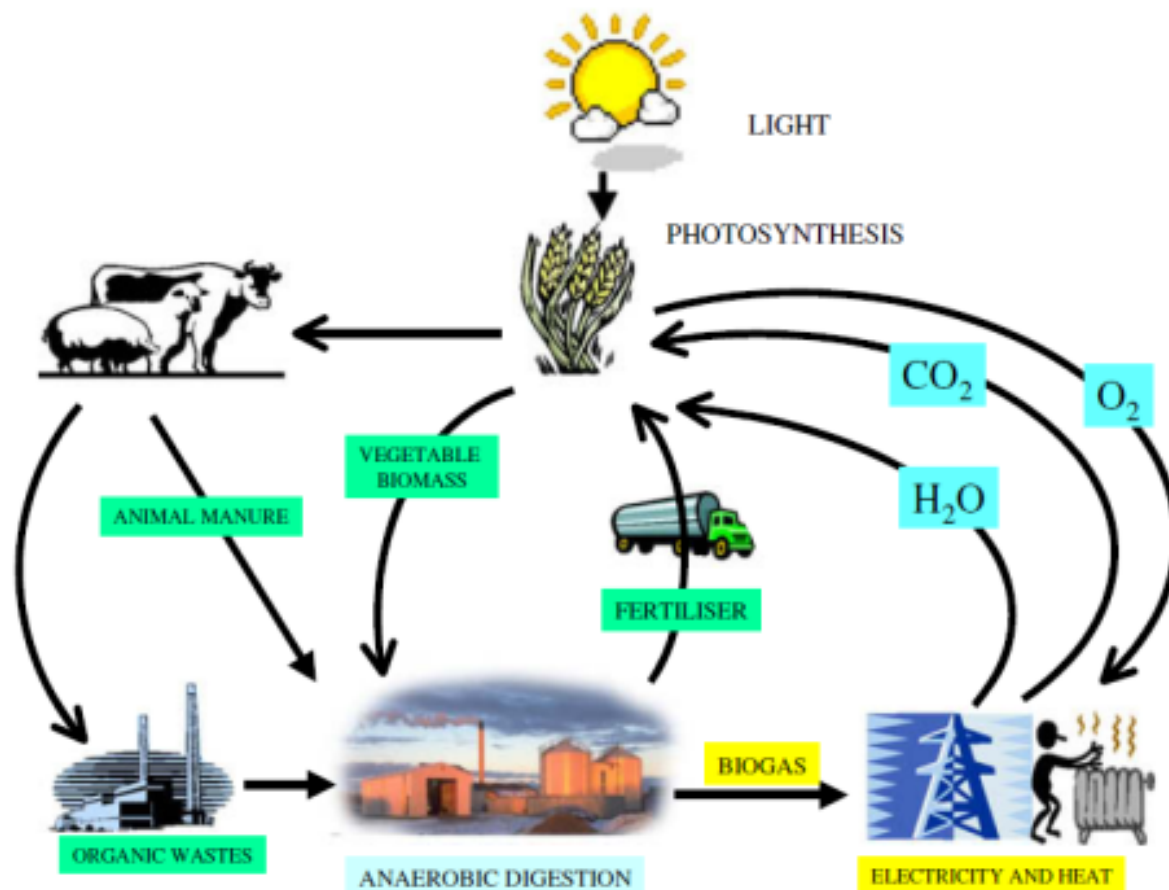 LIGHT
PHOTOSYNTHESIS
CO₂
O₂
VEGETABLE
BIOMASS
H₂O
ANIMAL MANURE
FERTILISER
BIOGAS
ORGANIC WASTES
ANAEROBIC DIGESTION
ELECTRICITY AND HEAT